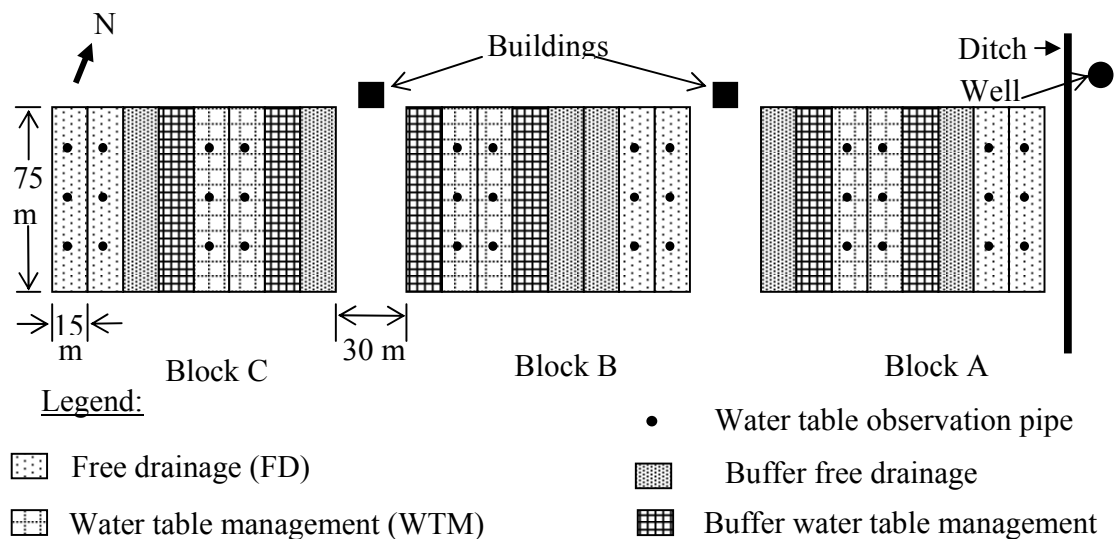 N
Buildings
Ditch
Well
75
m
15
m
30 m
Block C
Block B
Block A
Legend:
Water table observation pipe
Free drainage (FD)
Buffer free drainage
Water table management (WTM)
Buffer water table management